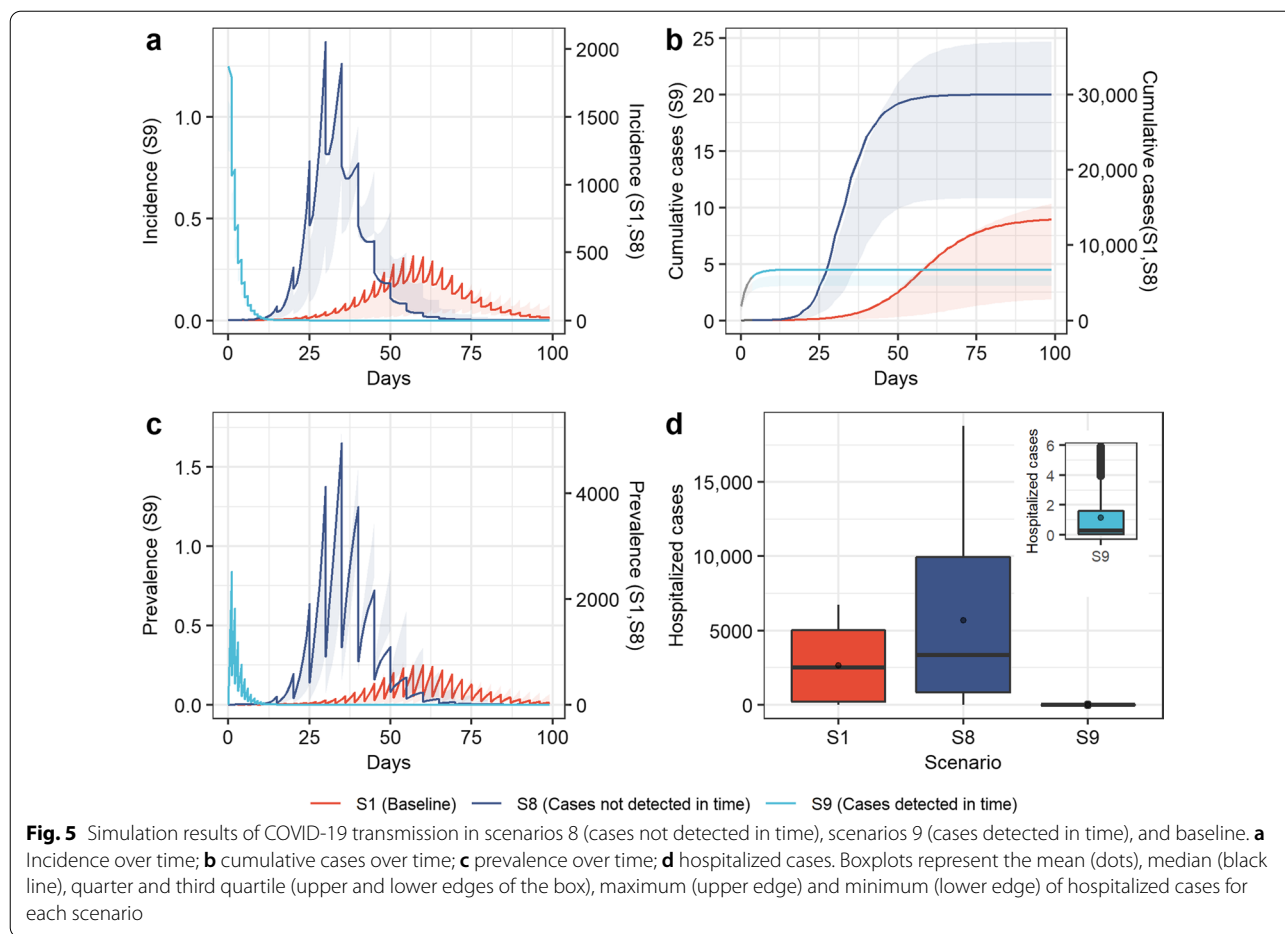 a
Incidence (S9)
1.0
0.5
0.0
2000
1500
1000
500
0
Incidence (S1,S8)
0 25 50 75 100
Days
b
Cumulative cases (S9)
25
20
15
10
5
0
30,000
20,000
10,000
0
Cumulative cases(S1,S8)
0 25 50 75 100
Days
c
Prevalence (S9)
1.5
1.0
0.5
0.0
4000
2000
0
Prevalence (S1,S8)
0 25 50 75 100
Days
d
Hospitalized cases
15,000
10,000
5000
0
S1 S8 S9
Scenario
Hospitalized cases
6
4
2
0
S9
S1 (Baseline) S8 (Cases not detected in time) S9 (Cases detected in time)
Fig. 5 Simulation results of COVID-19 transmission in scenarios 8 (cases not detected in time), scenarios 9 (cases detected in time), and baseline. a
Incidence over time; b cumulative cases over time; c prevalence over time; d hospitalized cases. Boxplots represent the mean (dots), median (black
line), quarter and third quartile (upper and lower edges of the box), maximum (upper edge) and minimum (lower edge) of hospitalized cases for
each scenario